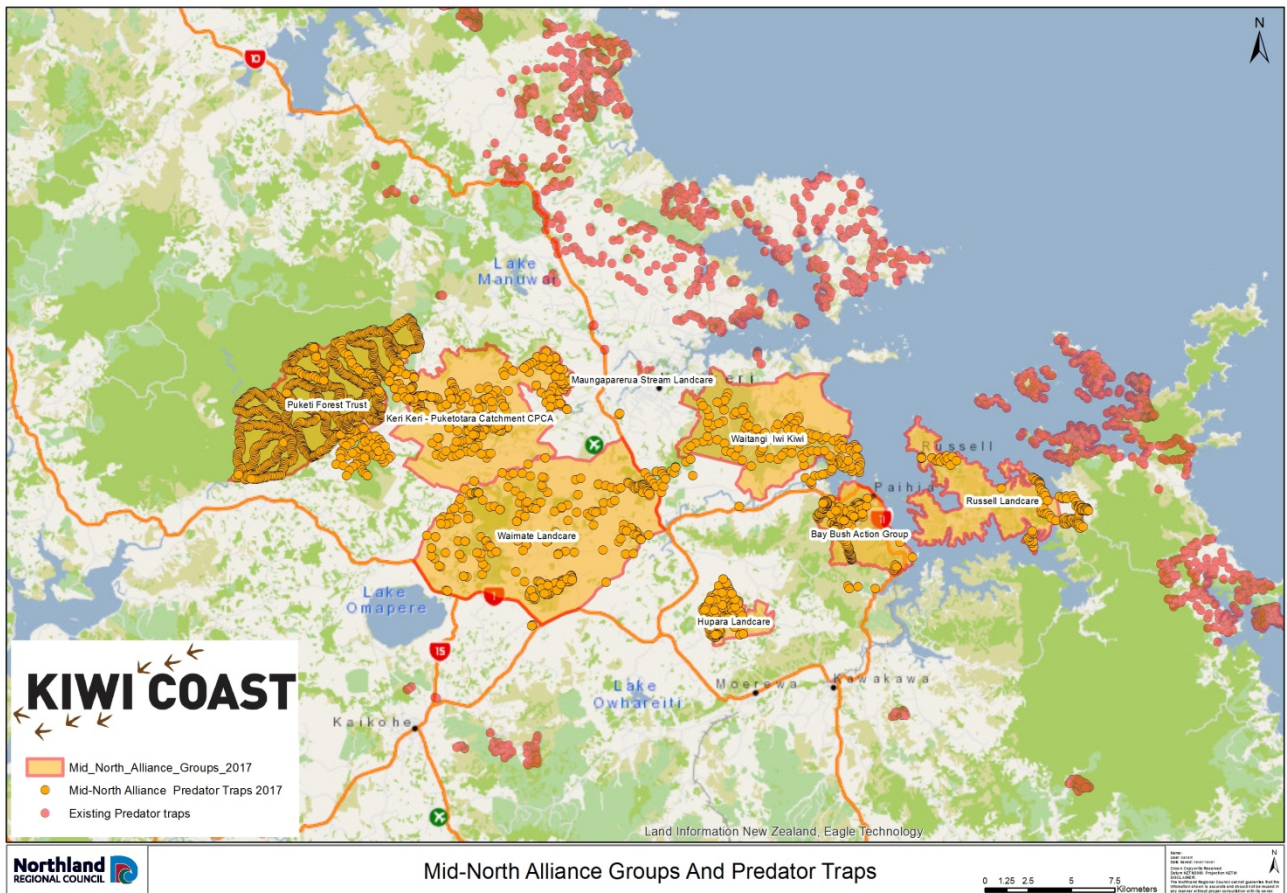 N
10
Lake
Manuwai
Maungaparerua Stream Landcare
Puketi Forest Trust
Keri Keri - Puketotara Catchment CPCA
Waitangi Iwi Kiwi
Russell
Paihia
Russell Landcare
11
Bay Bush Action Group
Waimate Landcare
Lake
Omapere
1
Hupara Landcare
15
Lake
Owhareiti
Moerewa
Kawakawa
Kaikohe
KIWI COAST
Mid_North_Alliance_Groups_2017
Mid-North Alliance Predator Traps 2017
Existing Predator traps
Land Information New Zealand, Eagle Technology
Northland
REGIONAL COUNCIL
Mid-North Alliance Groups And Predator Traps
0 1.25 2.5 5 7.5
Kilometers
N